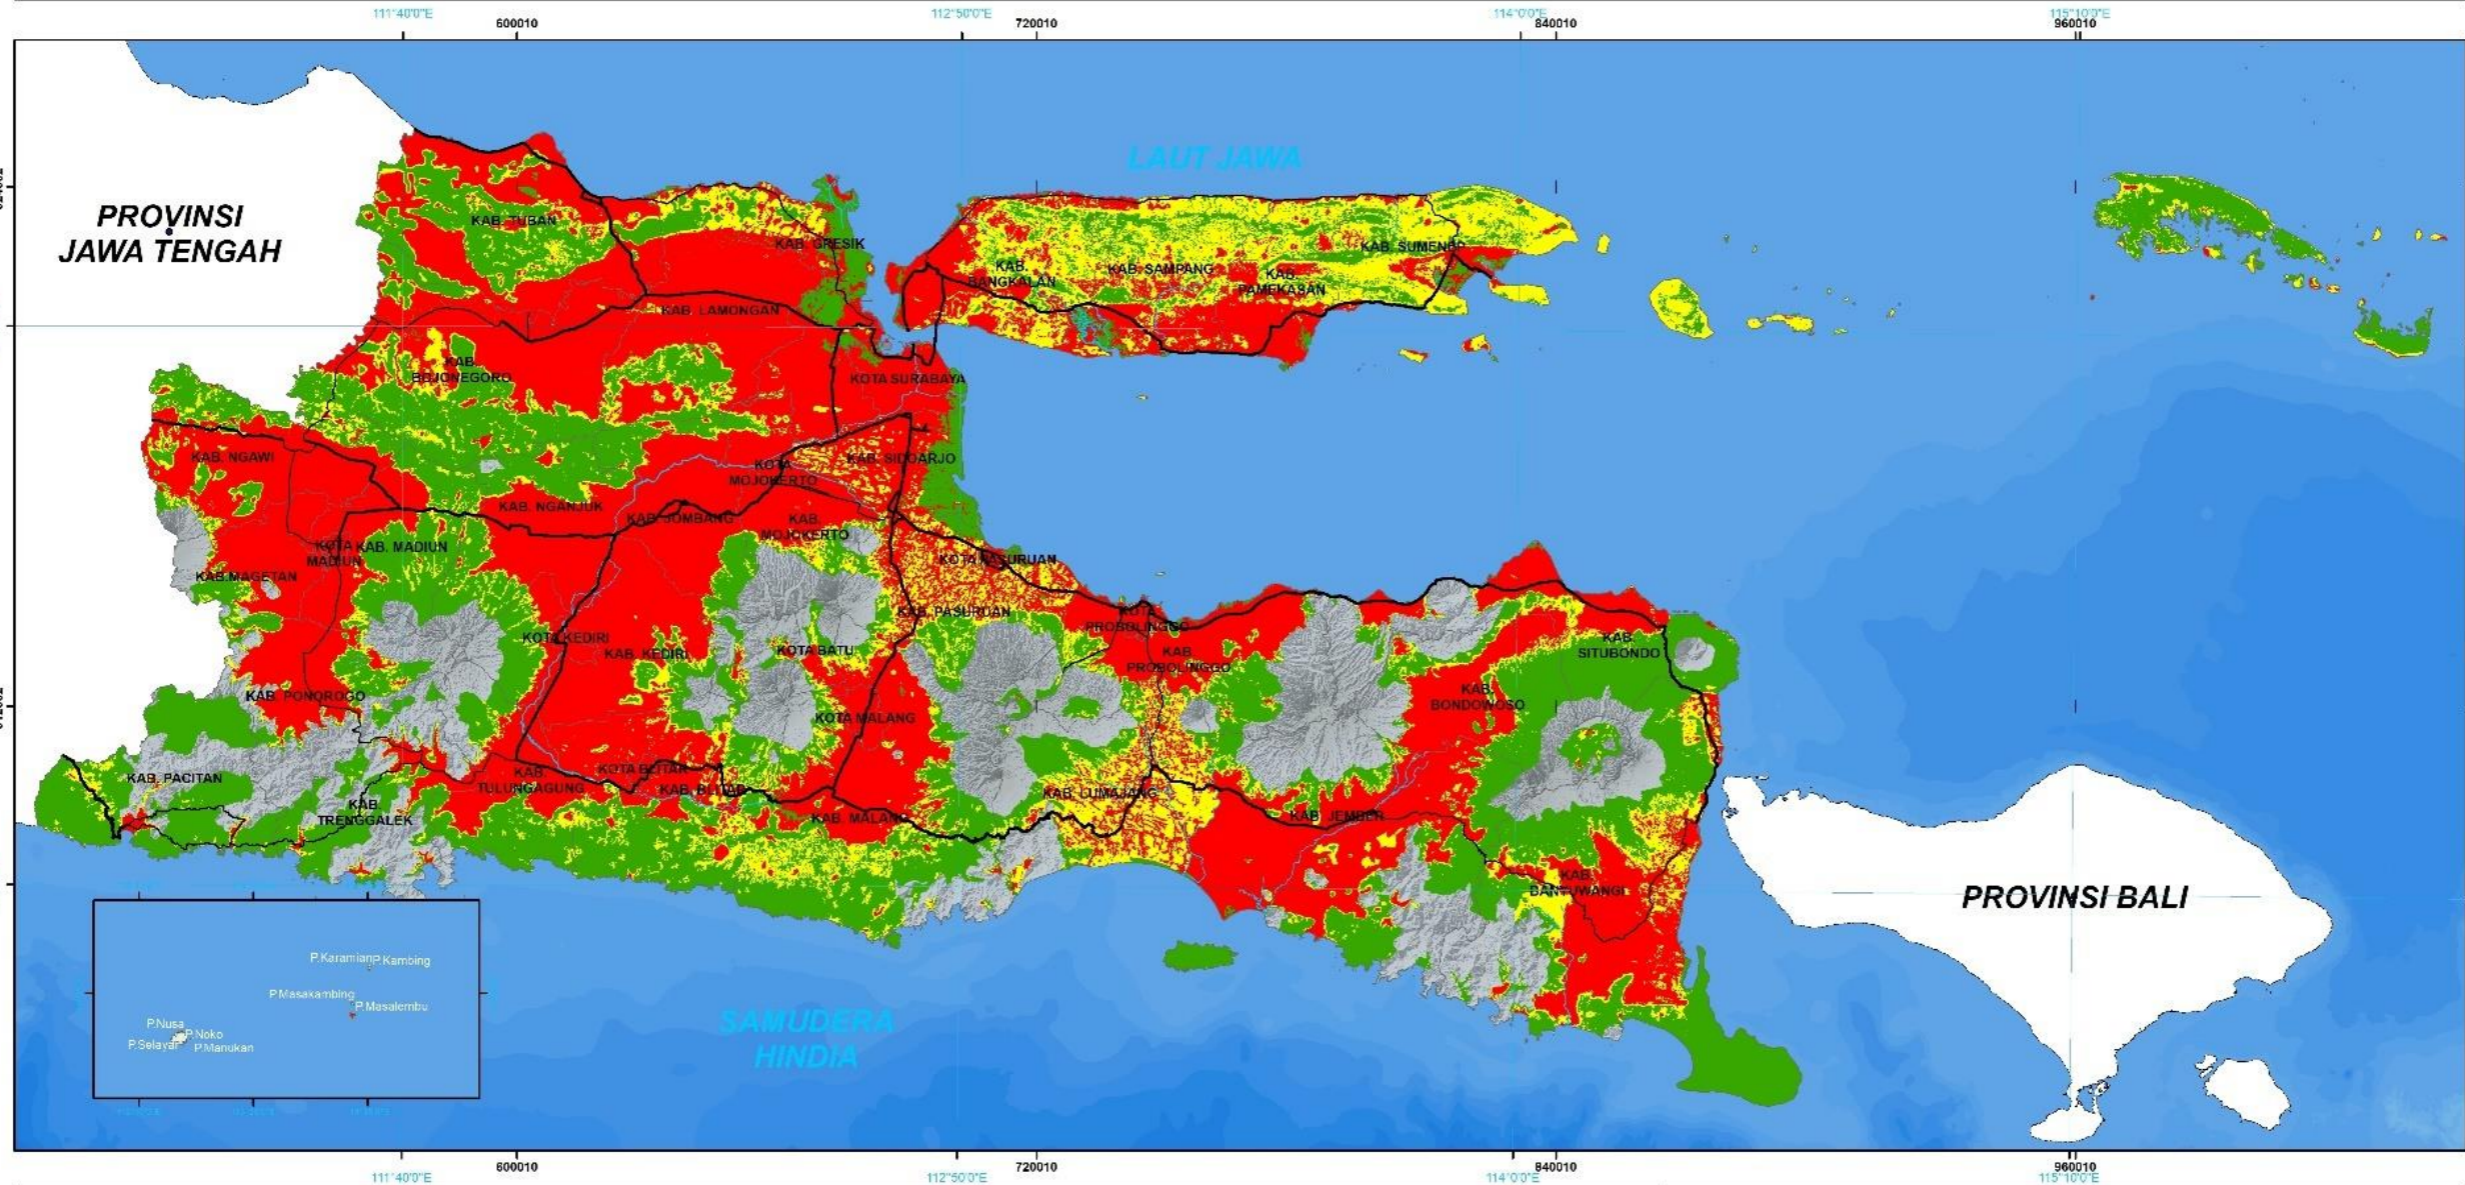 111°40'0"E
112°50'0"E
114°0'0"E
115°10'0"E
600010
720010
840010
960010
PROVINSI
JAWA TENGAH
LAUT JAWA
KAB. TUBAN
KAB. GRESIK
KAB. SUMENEP
KAB.
BANGKALAN
KAB. SAMPANG
KAB.
PAMEKASAN
KAB. LAMONGAN
KAB.
BOJONEGORO
KOTA SURABAYA
KAB. NGAWI
KAB. SIDOARJO
KOTA
MOJOKERTO
KAB. NGANJUK
KAB. JOMBANG
KAB.
MOJOKERTO
KOTA
MADIUN
KAB. MADIUN
KAB.MAGETAN
KOTA PASURUAN
KAB. PASURUAN
KOTA
PROBOLINGGO
KOTA KEDIRI
KAB. KEDIRI
KOTA BATU
KAB.
PROBOLINGGO
KAB.
SITUBONDO
KAB. PONOROGO
KAB.
BONDOWOSO
KOTA MALANG
KAB. PACITAN
KAB.
TULUNGAGUNG
KOTA BLITAR
KAB. BLITAR
KAB. LUMAJANG
KAB.
TRENGGALEK
KAB. MALANG
KAB. JEMBER
KAB.
BANYUWANGI
PROVINSI BALI
P.Karamian
P.Kambing
P.Masakambing
P.Masalembu
P.Nusa
P.Noko
P.Selayar
P.Manukan
SAMUDERA
HINDIA
600010
720010
840010
960010
111°40'0"E
112°50'0"E
114°0'0"E
115°10'0"E